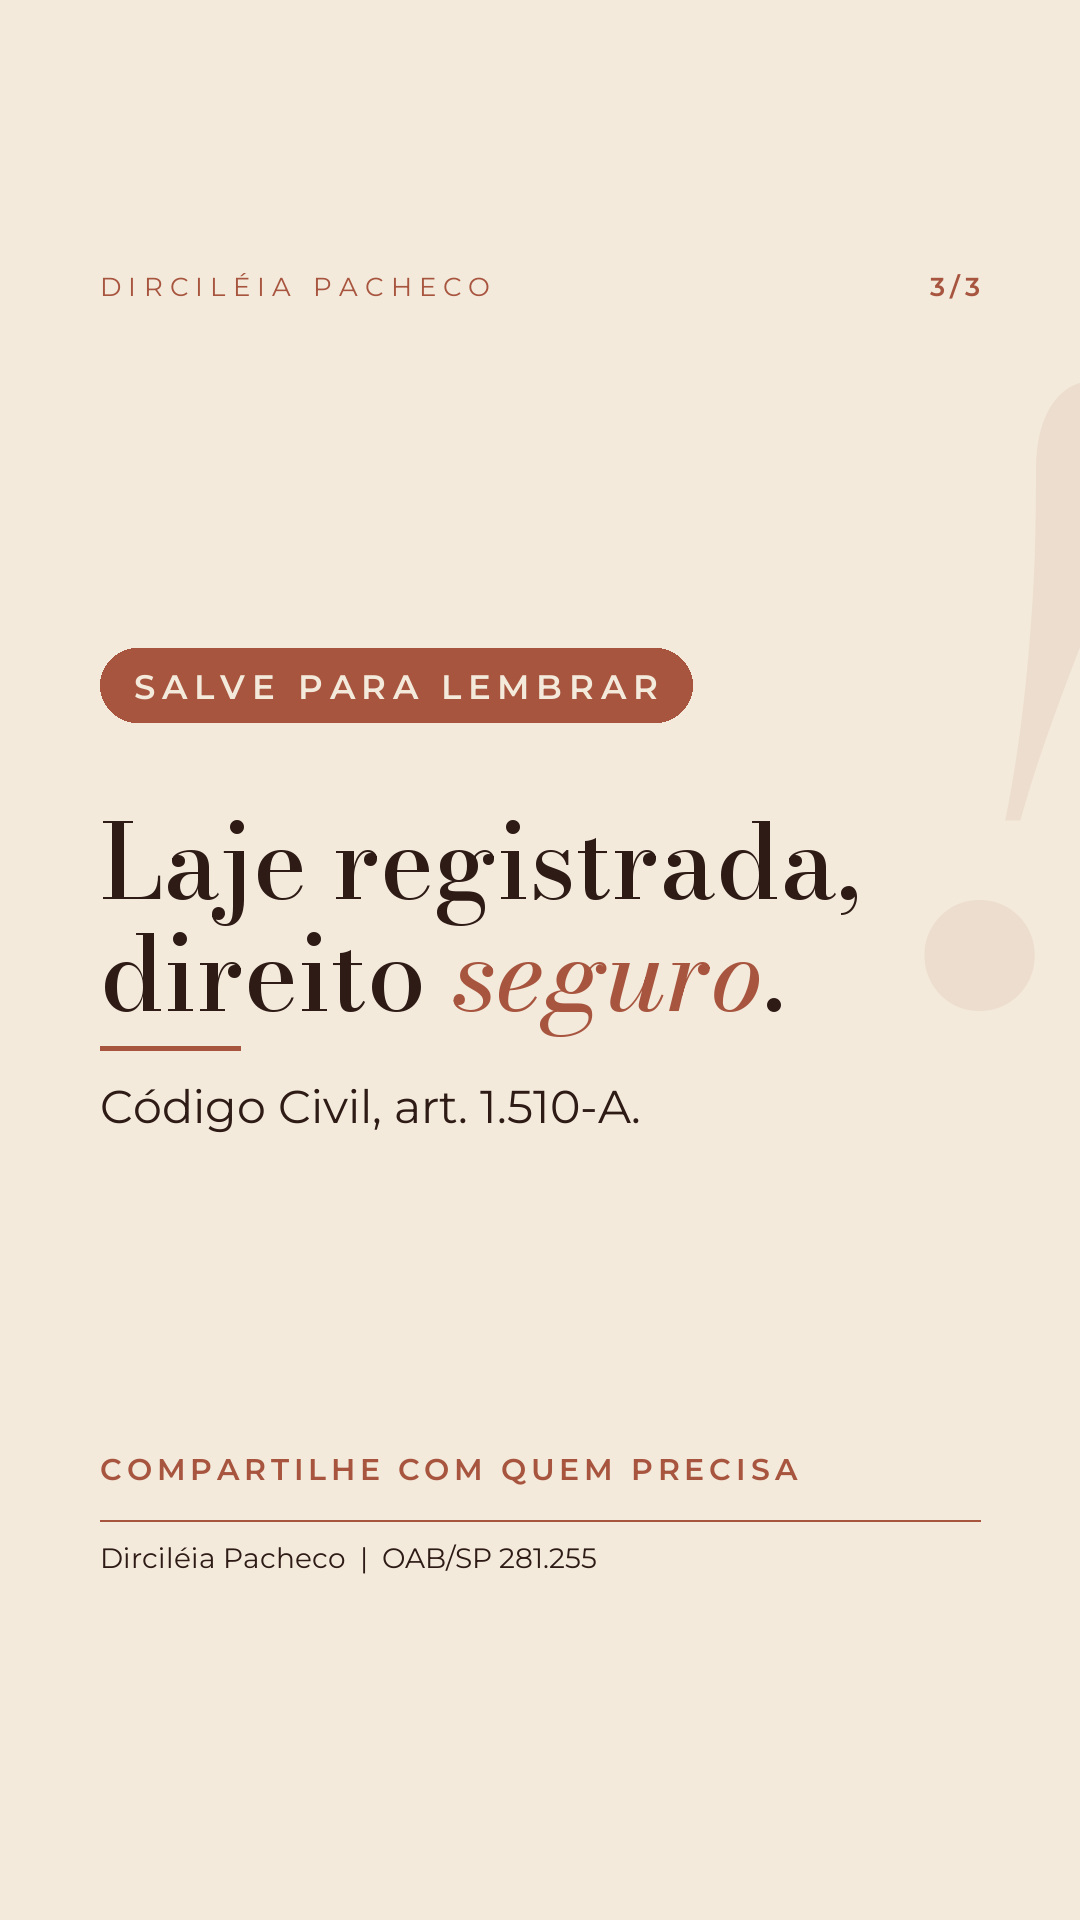 DIRCILÉIA PACHECO
3/3
SALVE PARA LEMBRAR
Laje registrada,
direito seguro.
Código Civil, art. 1.510-A.
COMPARTILHE COM QUEM PRECISA
Dirciléia Pacheco | OAB/SP 281.255